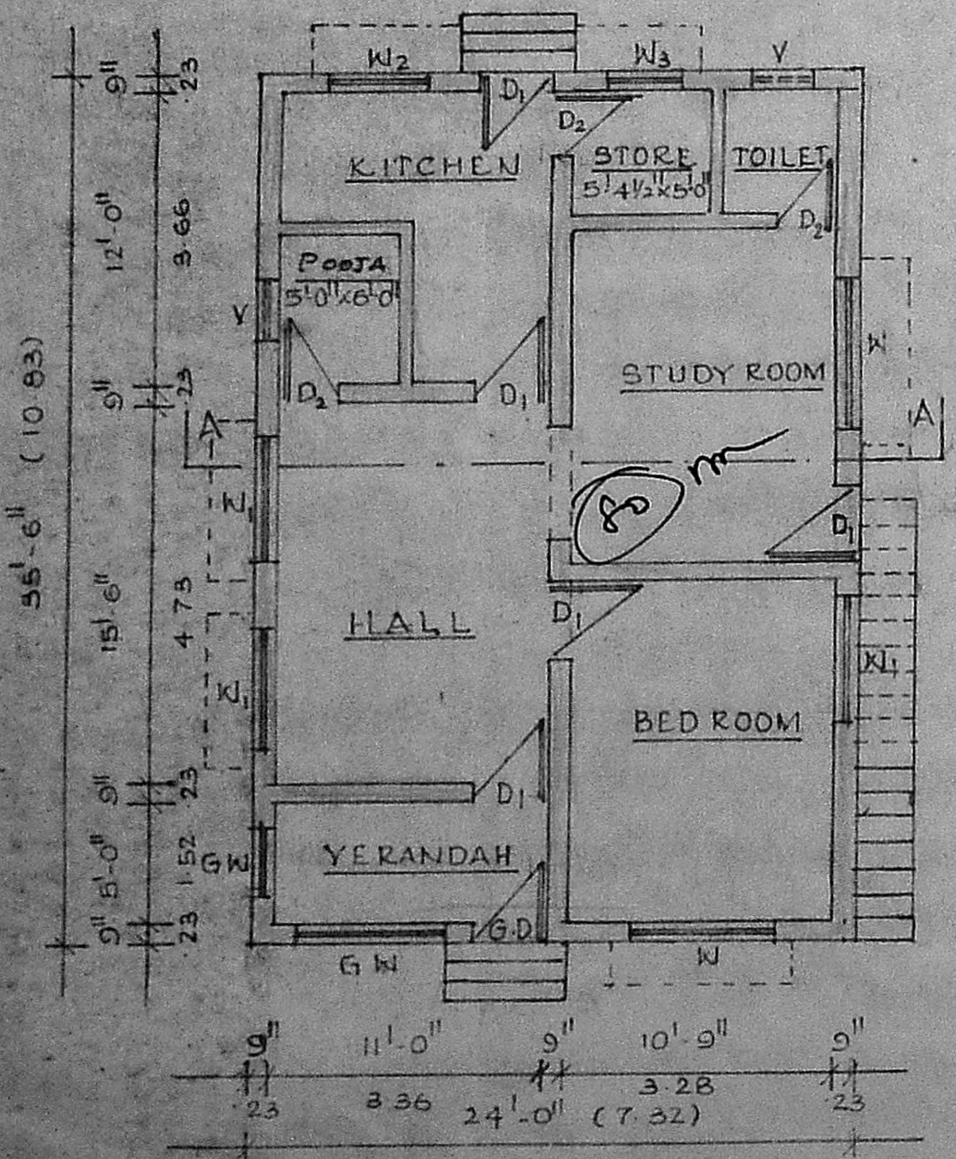 W2
W3
V
D1
D2
KITCHEN
STORE
5'4½"x5'0"
TOILET
D2
POOJA
5'0"x6'0"
V
D2
D1
STUDY ROOM
W
A
A
80 m
W1
D1
HALL
D1
W1
W1
BED ROOM
D1
VERANDAH
GW
G.D
GW
W
9"
.23
12'-0"
3.66
9"
.23
35'-6" (10.83)
15'-6"
4.73
9"
.23
5'-0"
1.52
9"
.23
9" 11'-0" 9" 10'-9" 9"
.23 3.36 3.28 .23
24'-0" (7.32)